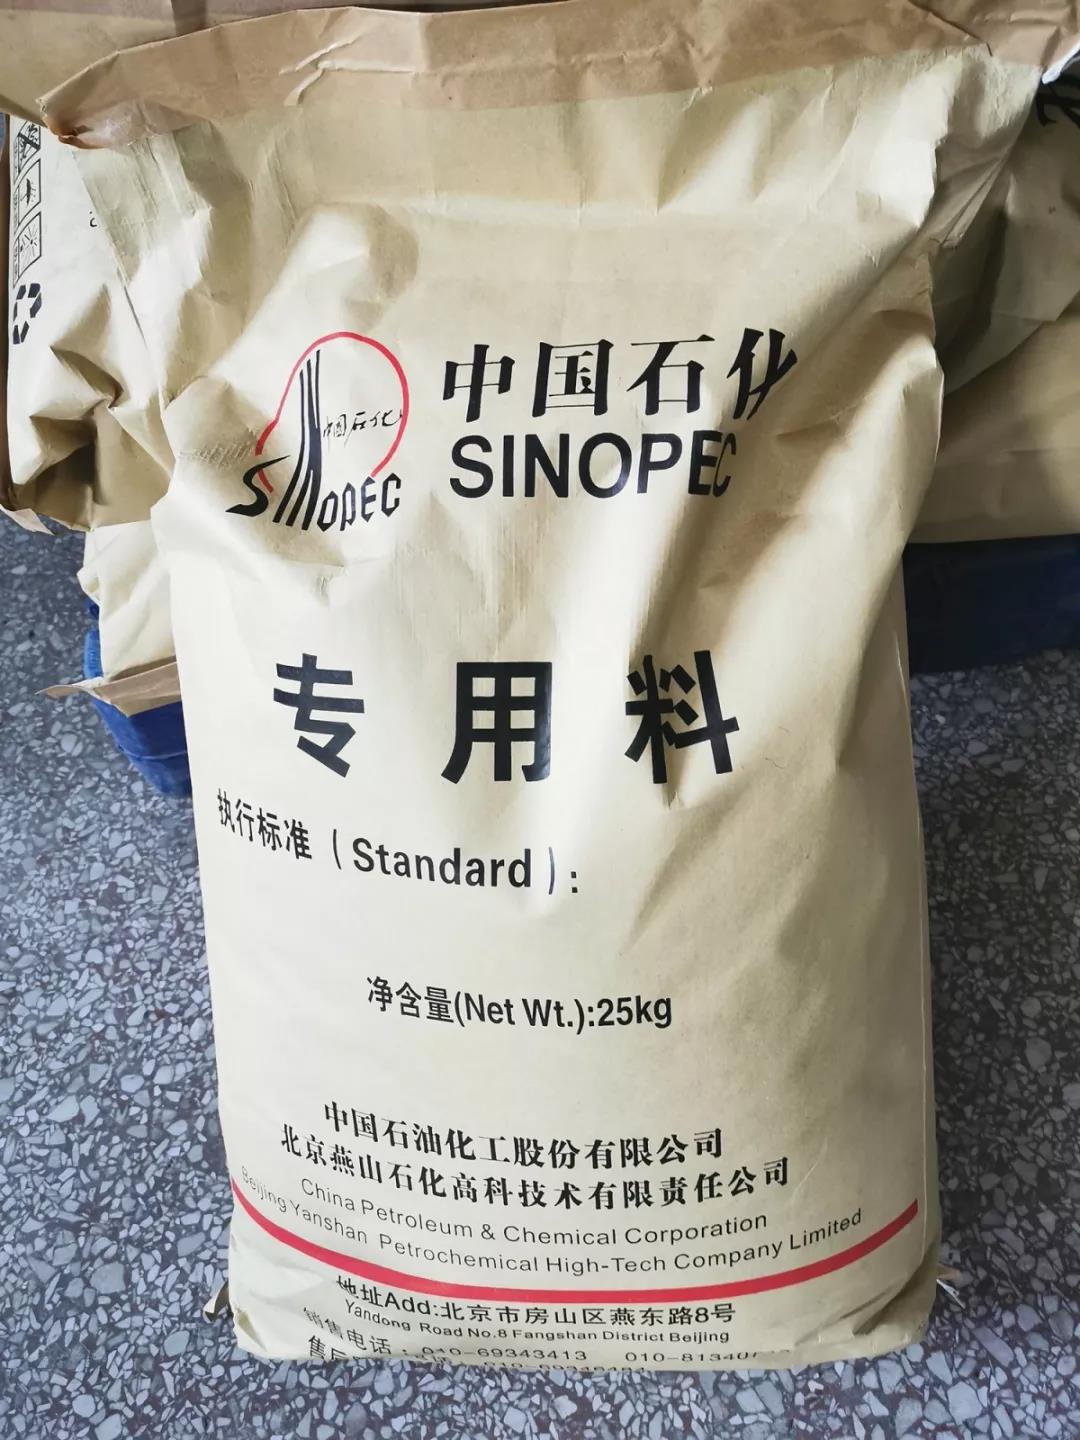 中国石化
SINOPEC
中国石化
SINOPEC
专用料
执行标准（Standard）:
净含量(Net Wt.):25kg
中国石油化工股份有限公司
北京燕山石化高科技术有限责任公司
China Petroleum & Chemical Corporation
Beijing Yanshan Petrochemical High-Tech Company Limited
地址Add:北京市房山区燕东路8号
Yandong Road No.8 Fangshan District Beijing
销售电话：010-69343413